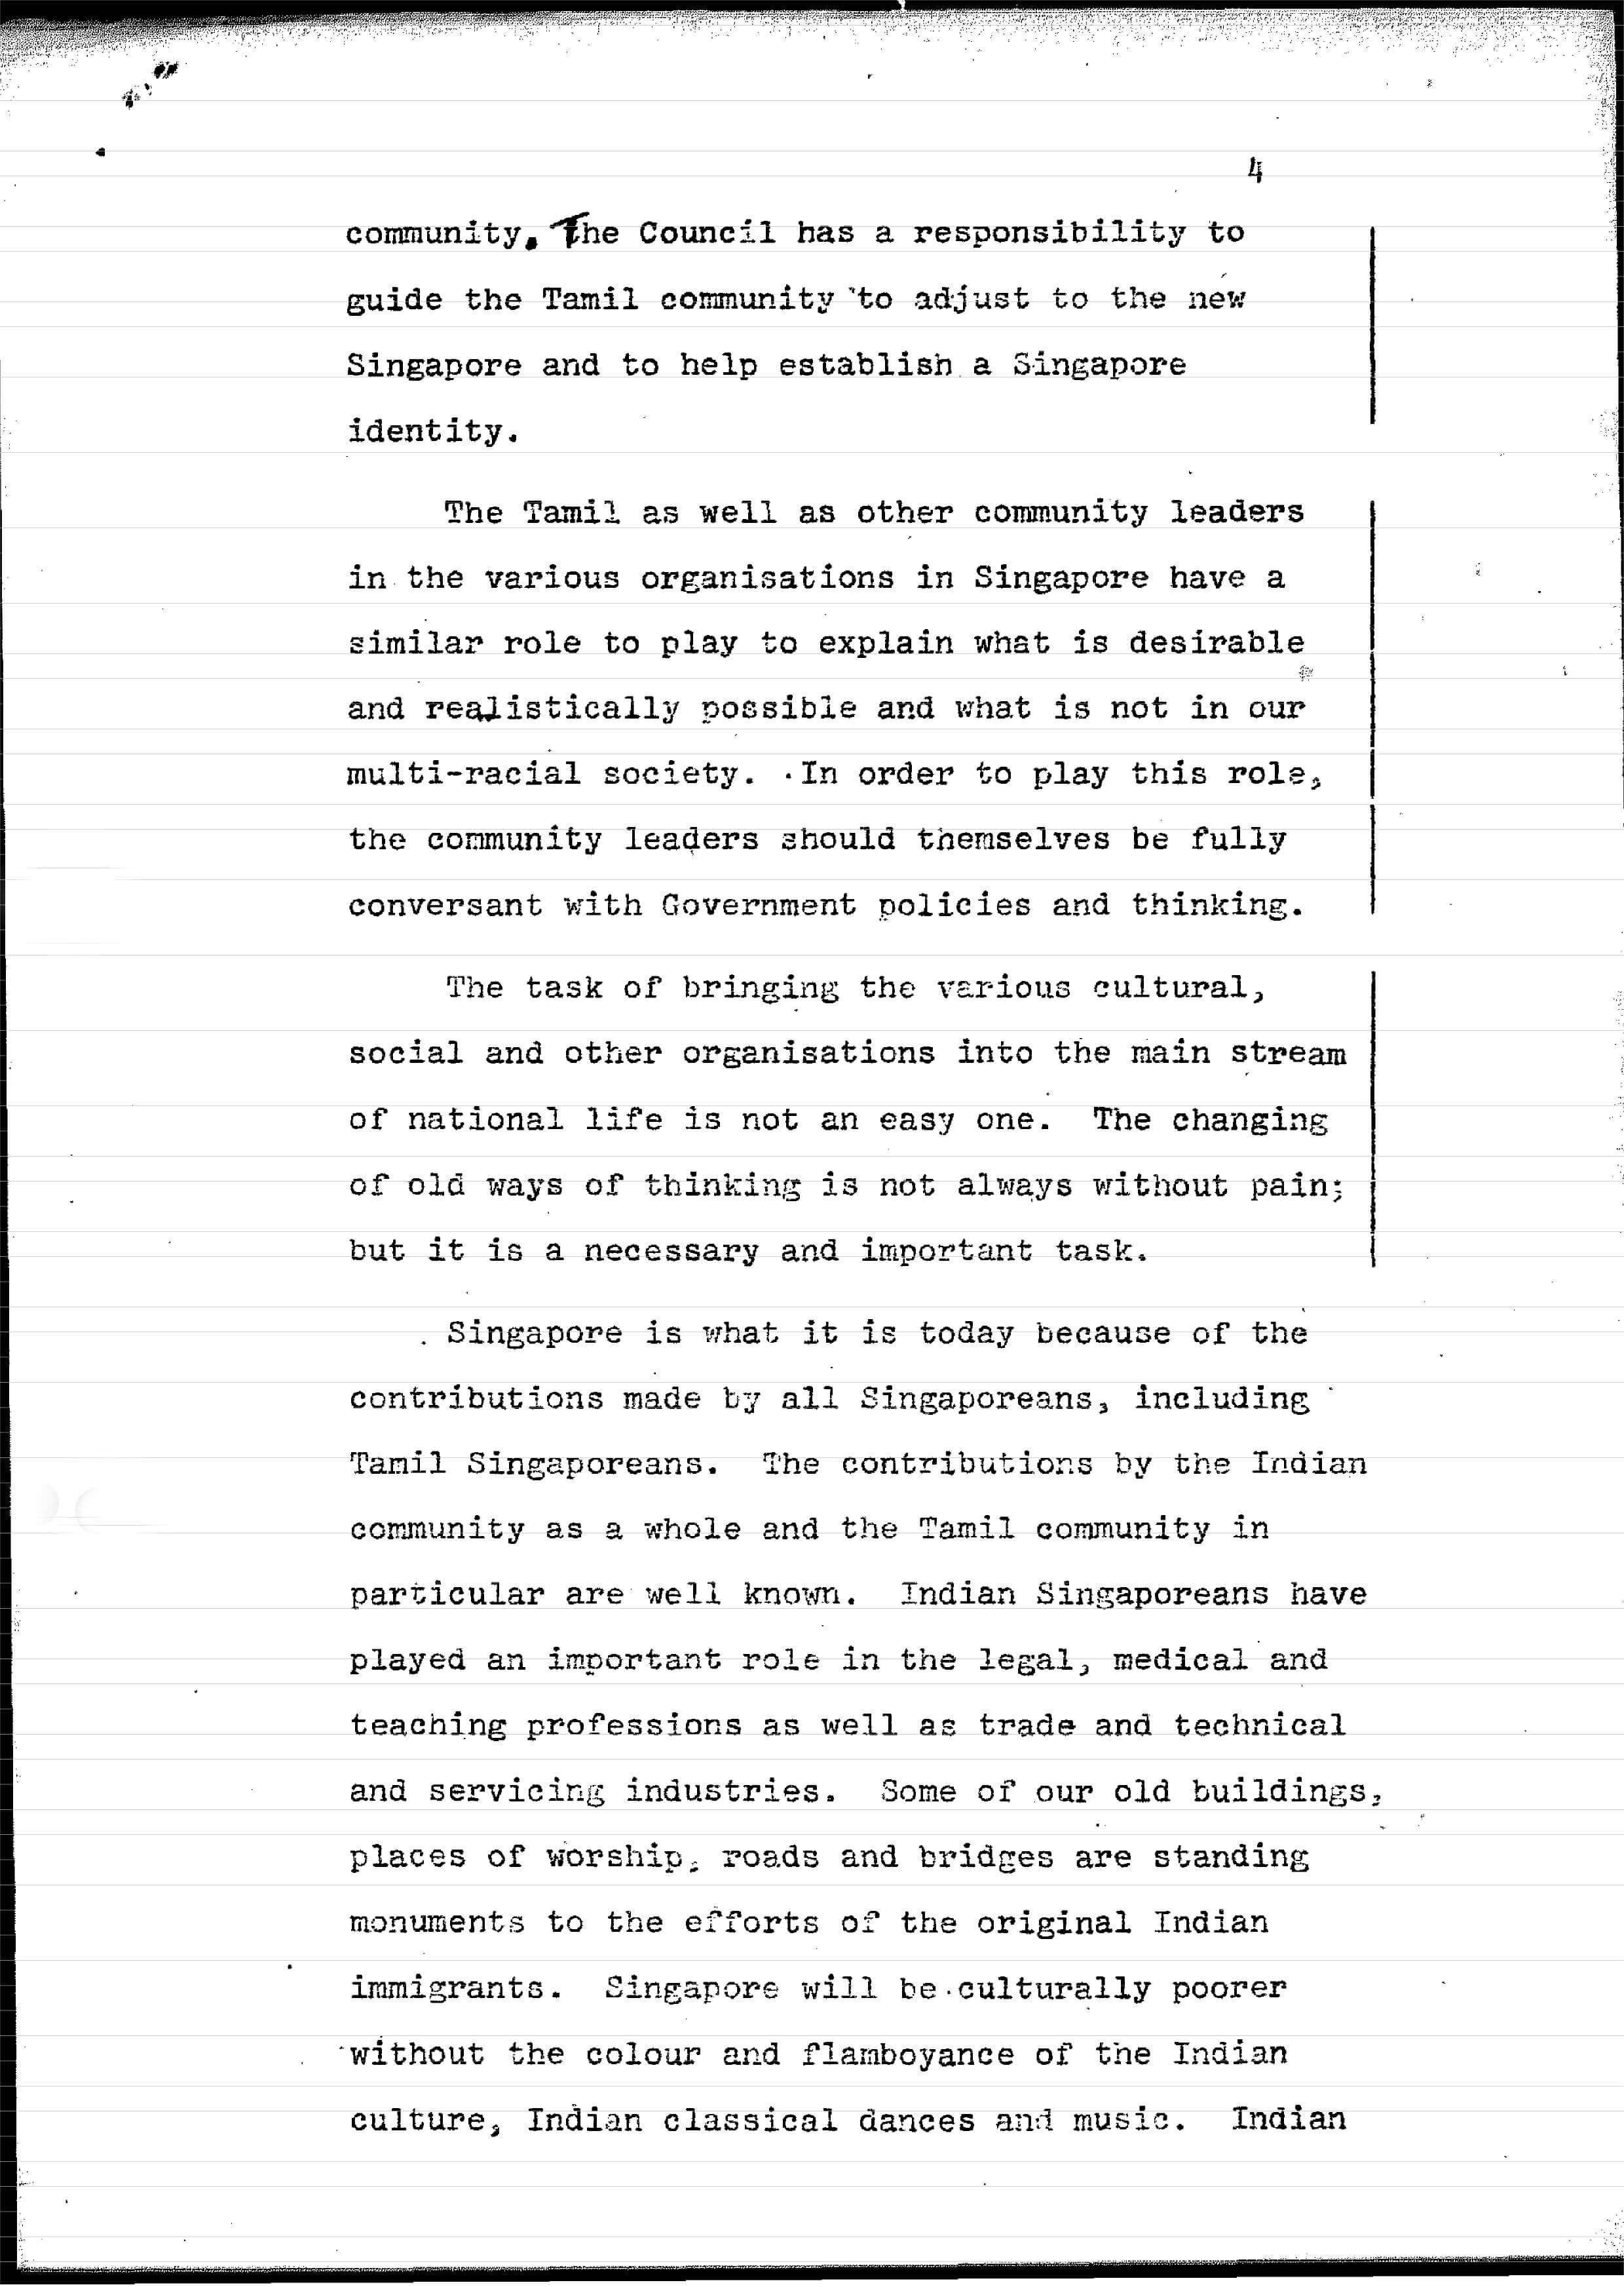 4
community. The Council has a responsibility to
guide the Tamil community to adjust to the new
Singapore and to help establish a Singapore
identity.
The Tamil as well as other community leaders
in the various organisations in Singapore have a
similar role to play to explain what is desirable
and realistically possible and what is not in our
multi-racial society. In order to play this role,
the community leaders should themselves be fully
conversant with Government policies and thinking.
The task of bringing the various cultural,
social and other organisations into the main stream
of national life is not an easy one. The changing
of old ways of thinking is not always without pain;
but it is a necessary and important task.
Singapore is what it is today because of the
contributions made by all Singaporeans, including
Tamil Singaporeans. The contributions by the Indian
community as a whole and the Tamil community in
particular are well known. Indian Singaporeans have
played an important role in the legal, medical and
teaching professions as well as trade and technical
and servicing industries. Some of our old buildings,
places of worship, roads and bridges are standing
monuments to the efforts of the original Indian
immigrants. Singapore will be culturally poorer
without the colour and flamboyance of the Indian
culture, Indian classical dances and music. Indian